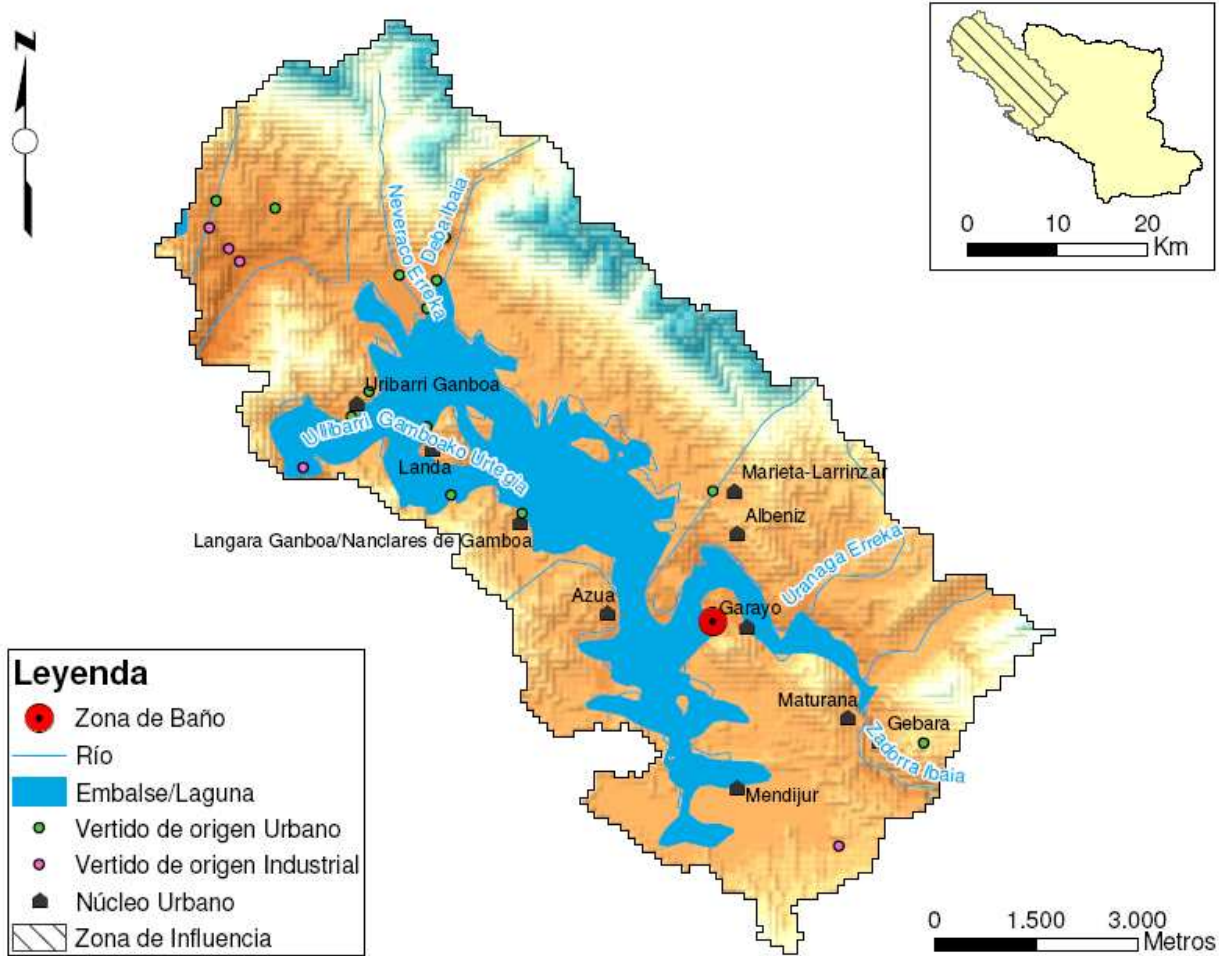 N
0 10 20
Km
Neveraco Erreka
Deba Ibaia
Uribarri Ganboa
Ullibarri Gamboako Urtegia
Landa
Langara Ganboa/Nanclares de Gamboa
Marieta-Larrinzar
Albeniz
Uranaga Erreka
Azua
Garayo
Maturana
Gebara
Zadorra Ibaia
Mendijur
Leyenda
Zona de Baño
Río
Embalse/Laguna
Vertido de origen Urbano
Vertido de origen Industrial
Núcleo Urbano
Zona de Influencia
0 1.500 3.000
Metros